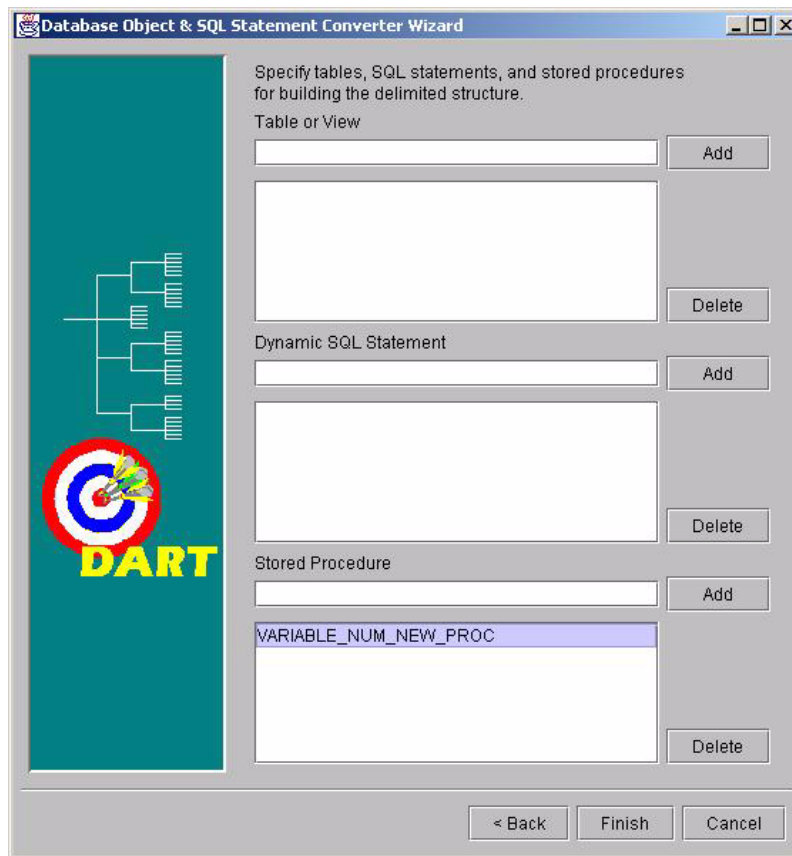 Database Object & SQL Statement Converter Wizard
Specify tables, SQL statements, and stored procedures
for building the delimited structure.
Table or View
Add
Delete
Dynamic SQL Statement
Add
Delete
DART
Stored Procedure
Add
VARIABLE_NUM_NEW_PROC
Delete
< Back
Finish
Cancel